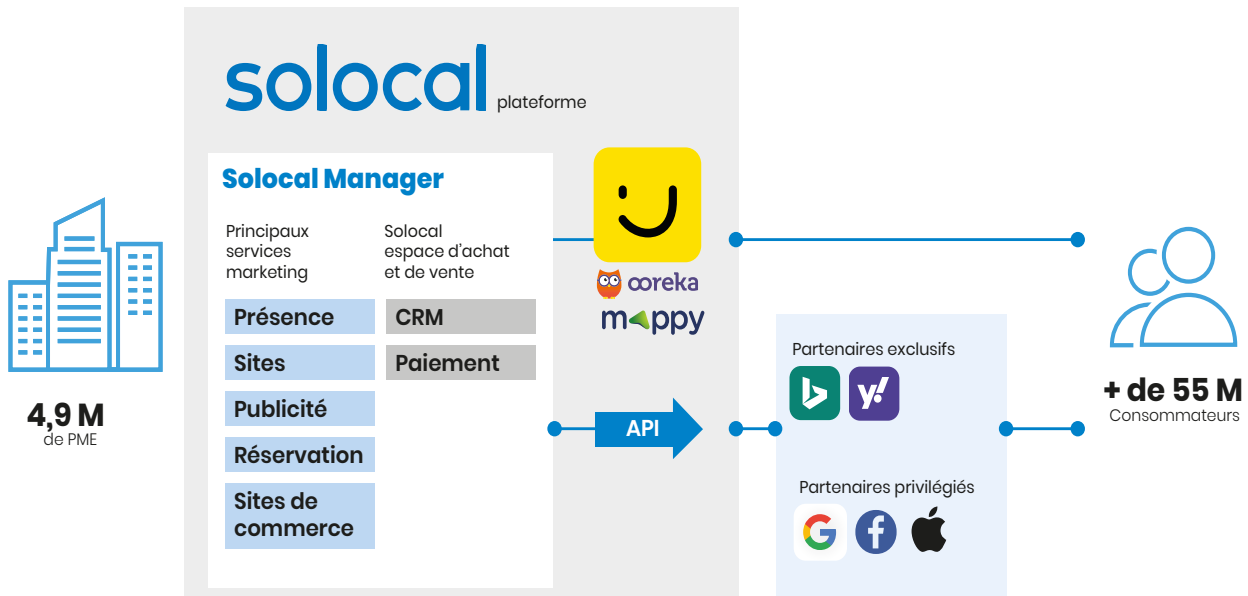 solocal
plateforme
Solocal Manager
Principaux
services
marketing
Solocal
espace d’achat
et de vente
Présence
Sites
Publicité
Réservation
Sites de
commerce
CRM
Paiement
4,9 M
de PME
ooreka
mappy
API
Partenaires exclusifs
y!
Partenaires privilégiés
+ de 55 M
Consommateurs